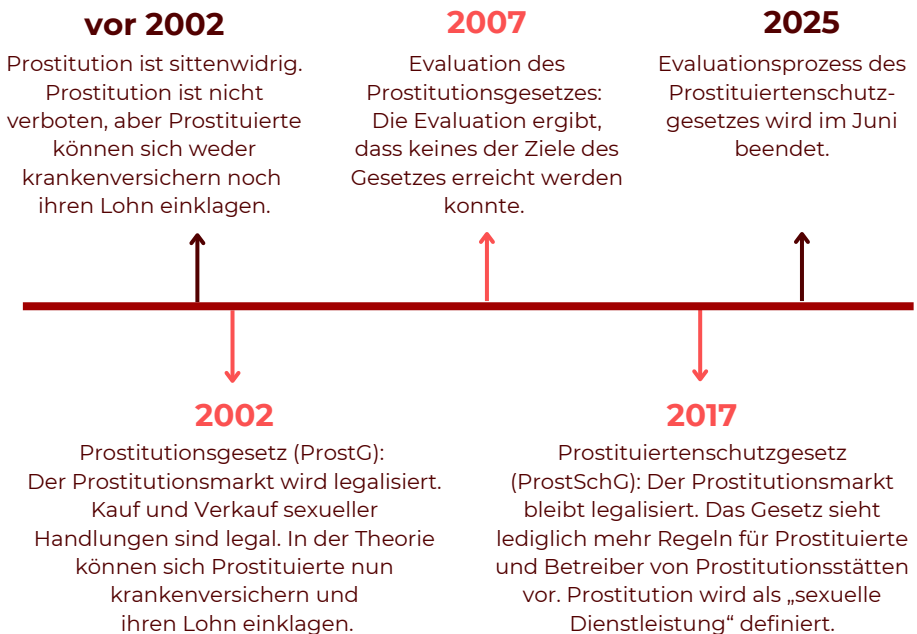 vor 2002
Prostitution ist sittenwidrig.
Prostitution ist nicht
verboten, aber Prostituierte
können sich weder
krankenversichern noch
ihren Lohn einklagen.
2007
Evaluation des
Prostitutionsgesetzes:
Die Evaluation ergibt,
dass keines der Ziele des
Gesetzes erreicht werden
konnte.
2025
Evaluationsprozess des
Prostituiertenschutz-
gesetzes wird im Juni
beendet.
2002
Prostitutionsgesetz (ProstG):
Der Prostitutionsmarkt wird legalisiert.
Kauf und Verkauf sexueller
Handlungen sind legal. In der Theorie
können sich Prostituierte nun
krankenversichern und
ihren Lohn einklagen.
2017
Prostituiertenschutzgesetz
(ProstSchG): Der Prostitutionsmarkt
bleibt legalisiert. Das Gesetz sieht
lediglich mehr Regeln für Prostituierte
und Betreiber von Prostitutionsstätten
vor. Prostitution wird als „sexuelle
Dienstleistung“ definiert.